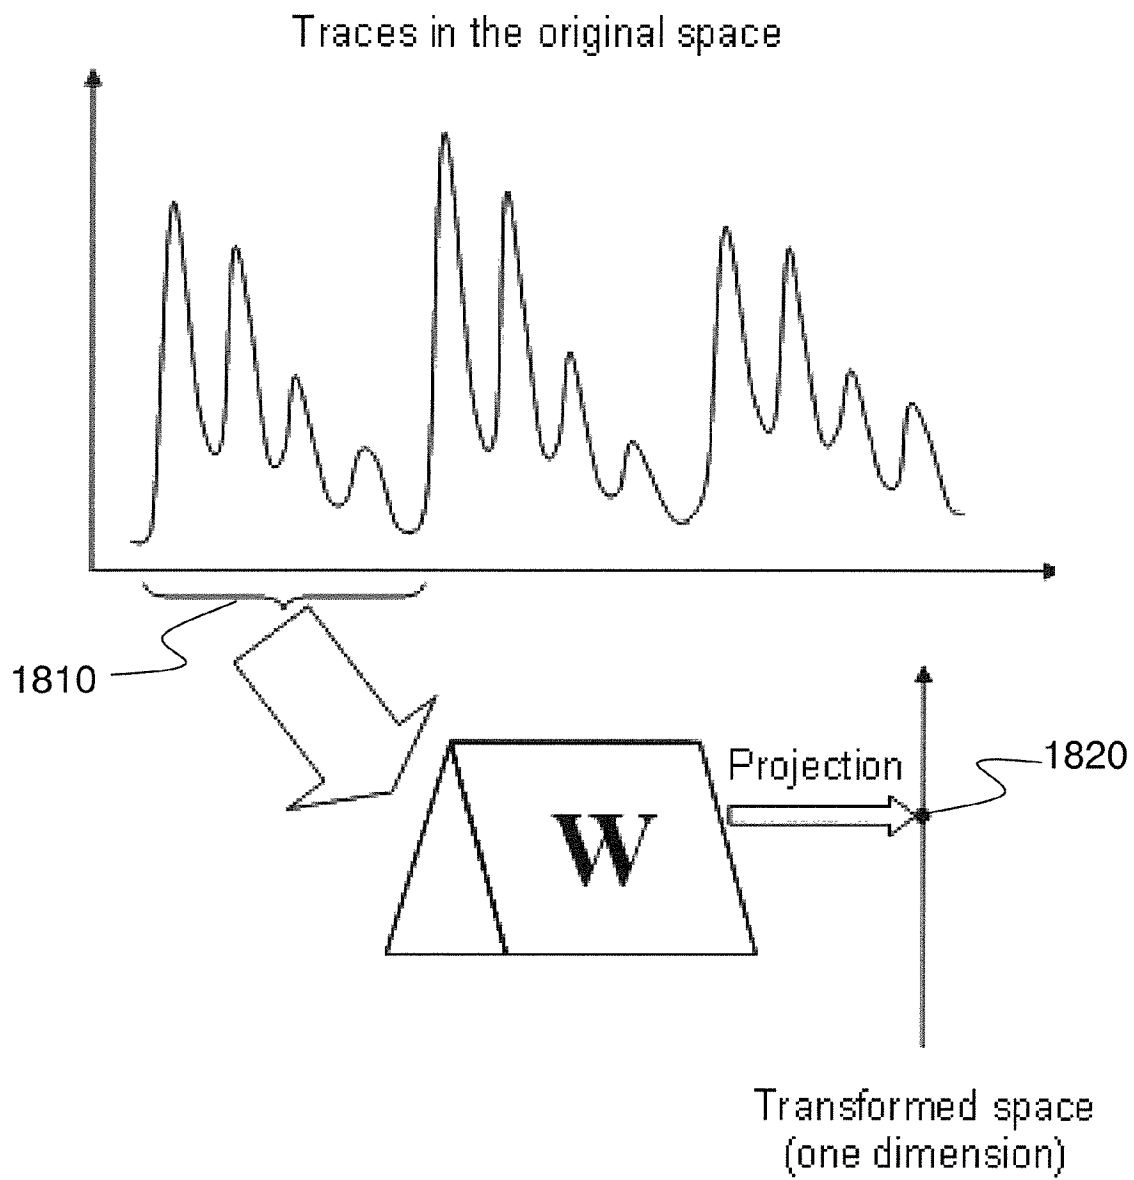 Traces in the original space
1810
Projection
1820
W
Transformed space
(one dimension)